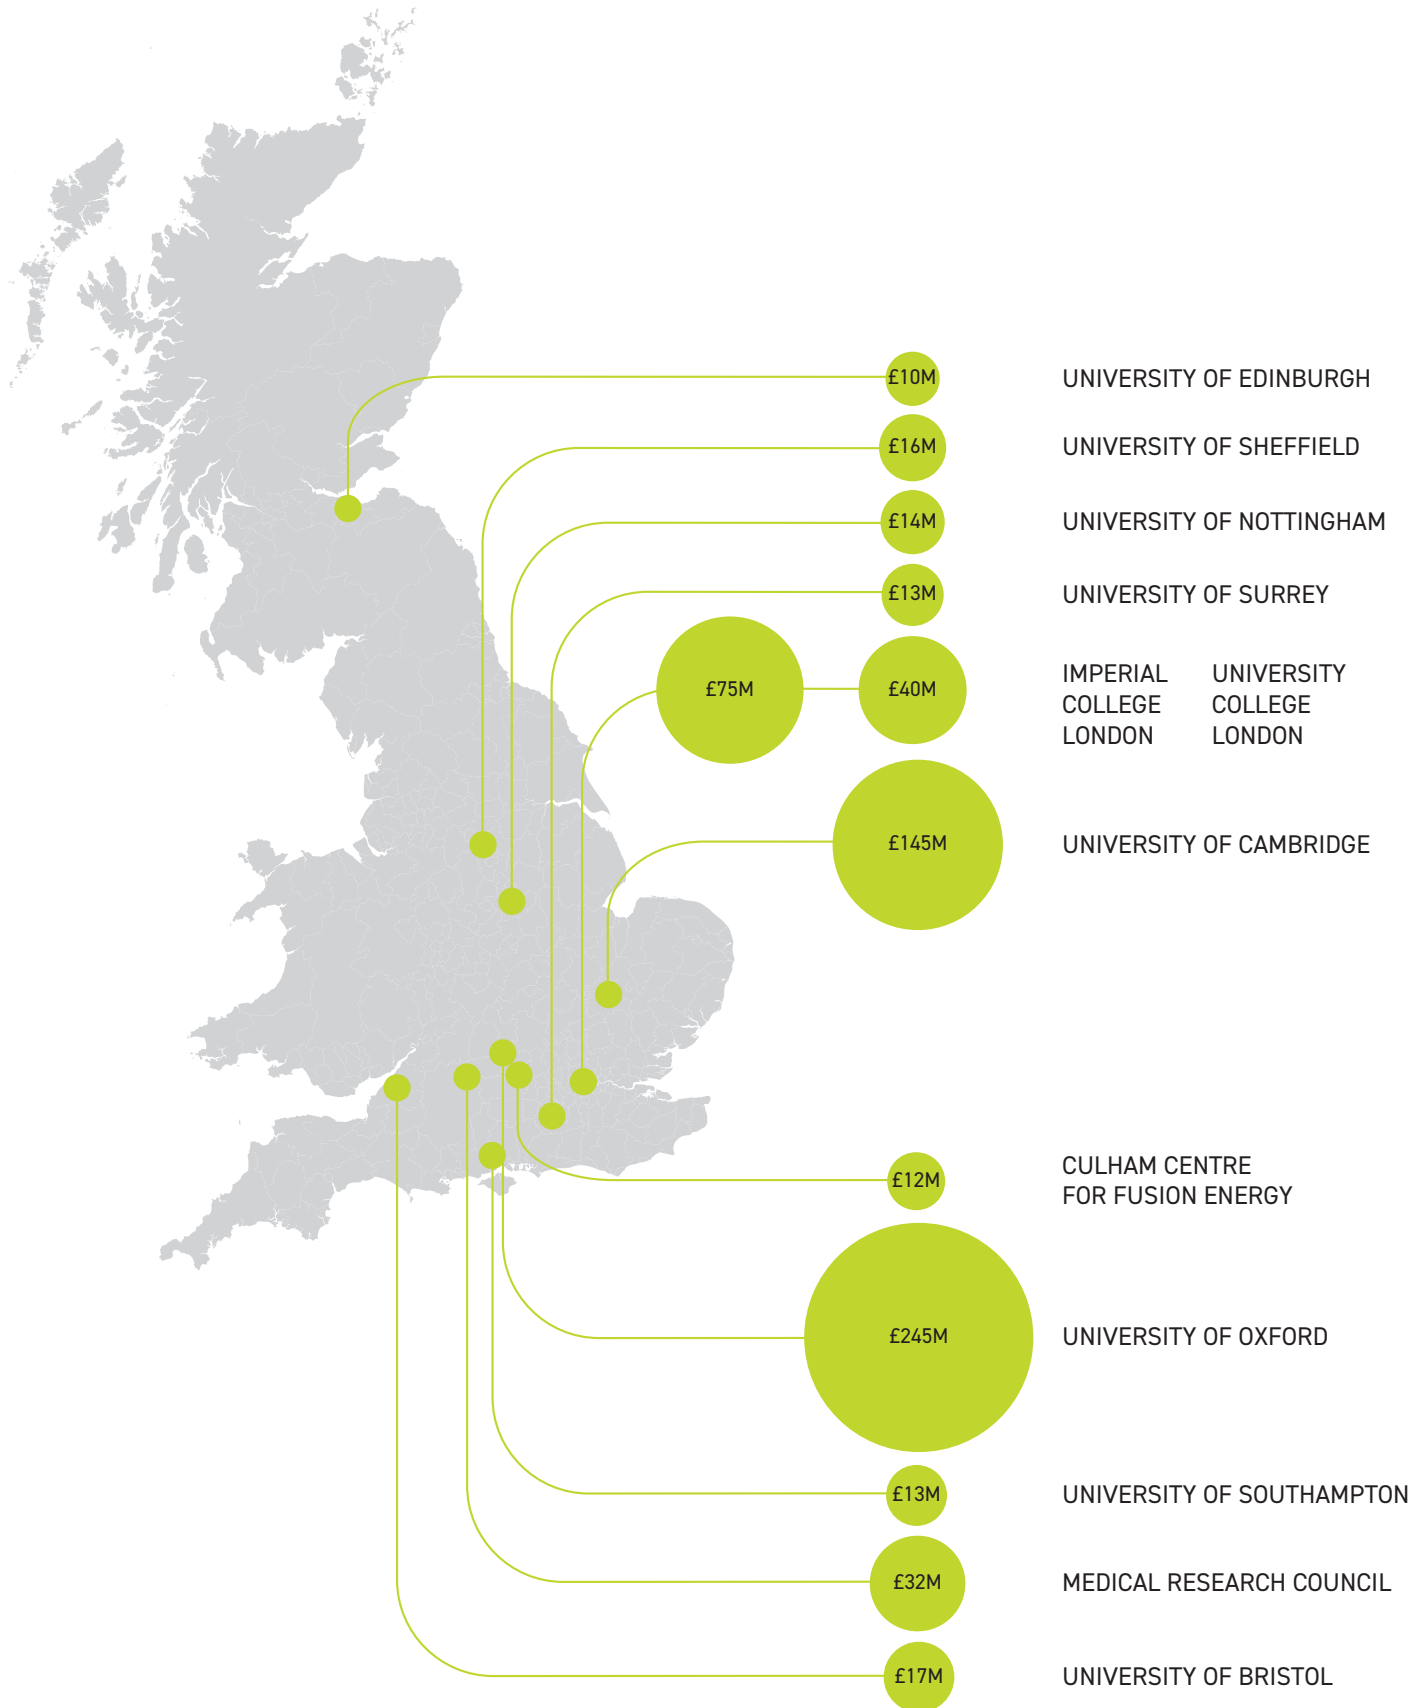 £10M
UNIVERSITY OF EDINBURGH
£16M
UNIVERSITY OF SHEFFIELD
£14M
UNIVERSITY OF NOTTINGHAM
£13M
UNIVERSITY OF SURREY
£75M
£40M
IMPERIAL
COLLEGE
LONDON
UNIVERSITY
COLLEGE
LONDON
£145M
UNIVERSITY OF CAMBRIDGE
£12M
CULHAM CENTRE
FOR FUSION ENERGY
£245M
UNIVERSITY OF OXFORD
£13M
UNIVERSITY OF SOUTHAMPTON
£32M
MEDICAL RESEARCH COUNCIL
£17M
UNIVERSITY OF BRISTOL